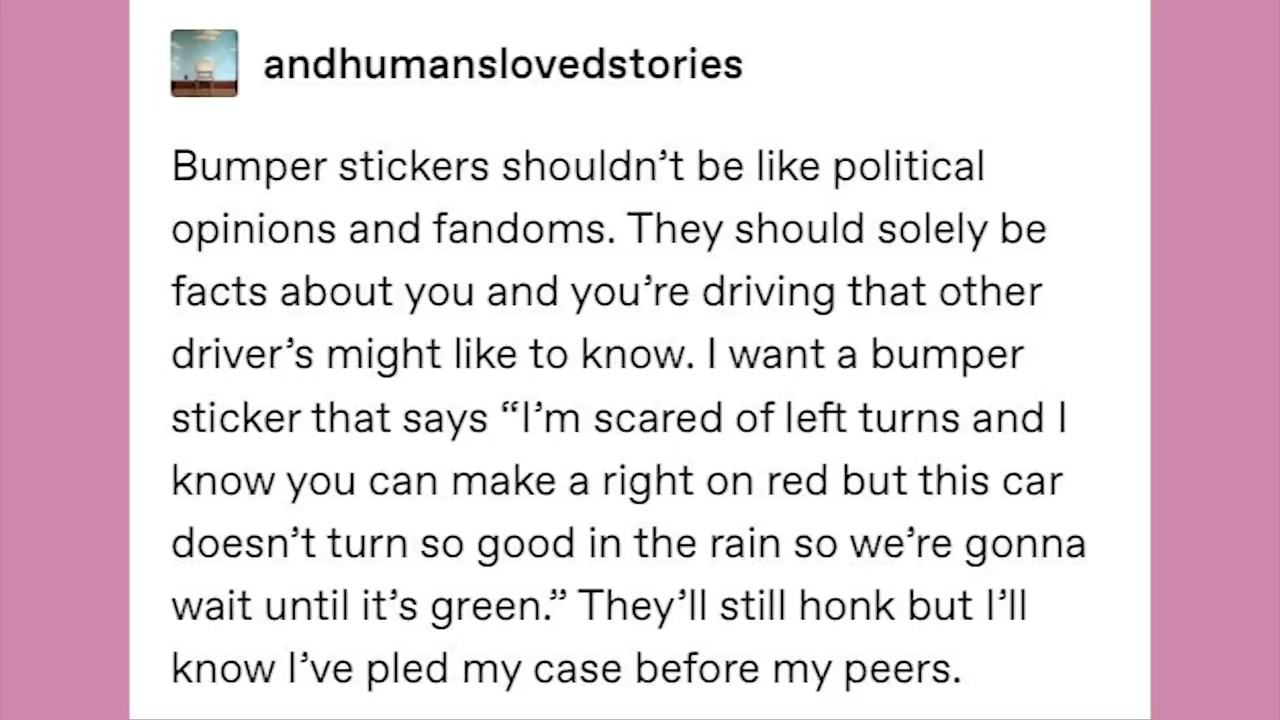 andhumanslovedstories
Bumper stickers shouldn’t be like political
opinions and fandoms. They should solely be
facts about you and you’re driving that other
driver’s might like to know. I want a bumper
sticker that says “I’m scared of left turns and I
know you can make a right on red but this car
doesn’t turn so good in the rain so we’re gonna
wait until it’s green.” They’ll still honk but I’ll
know I’ve pled my case before my peers.